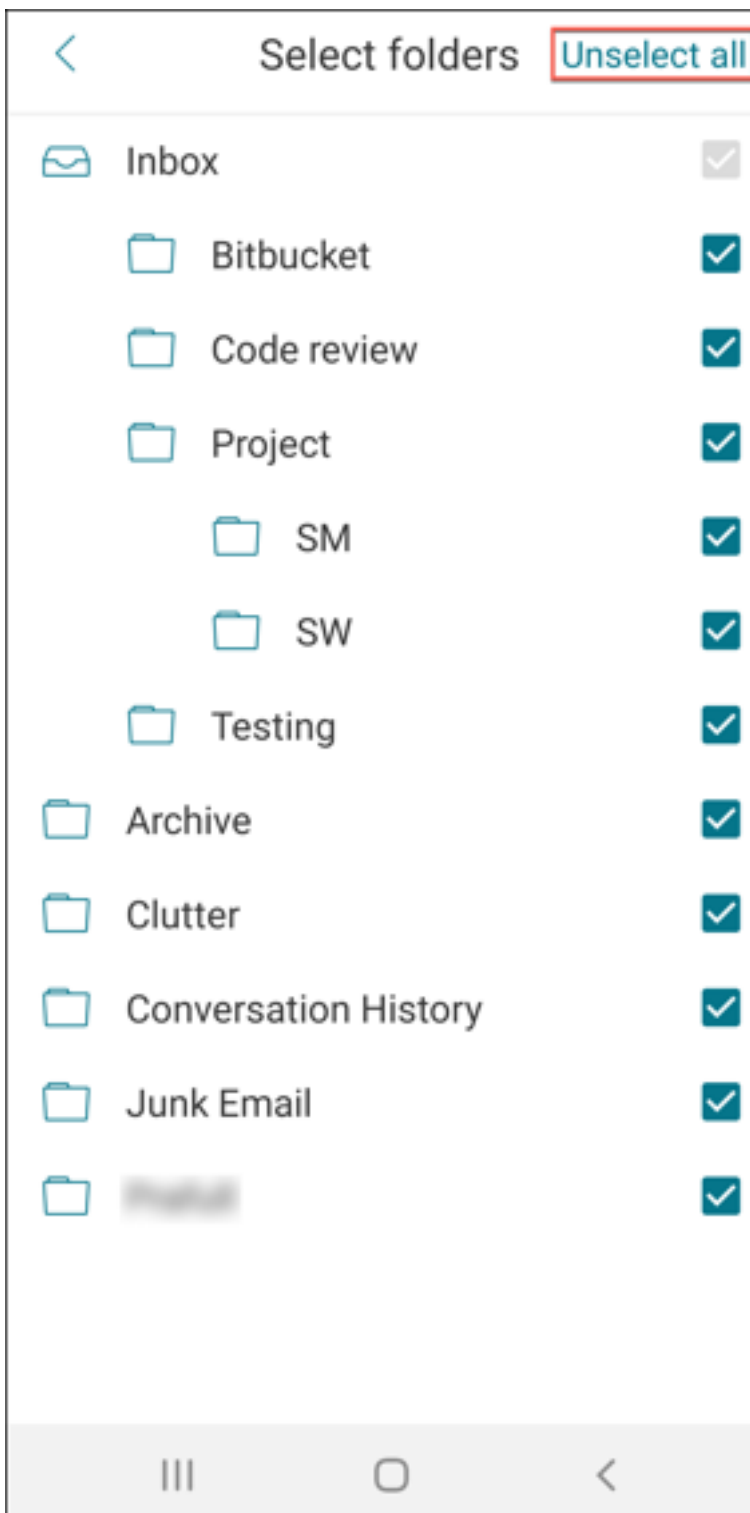 Select folders Unselect all
Inbox
Bitbucket
Code review
Project
SM
SW
Testing
Archive
Clutter
Conversation History
Junk Email